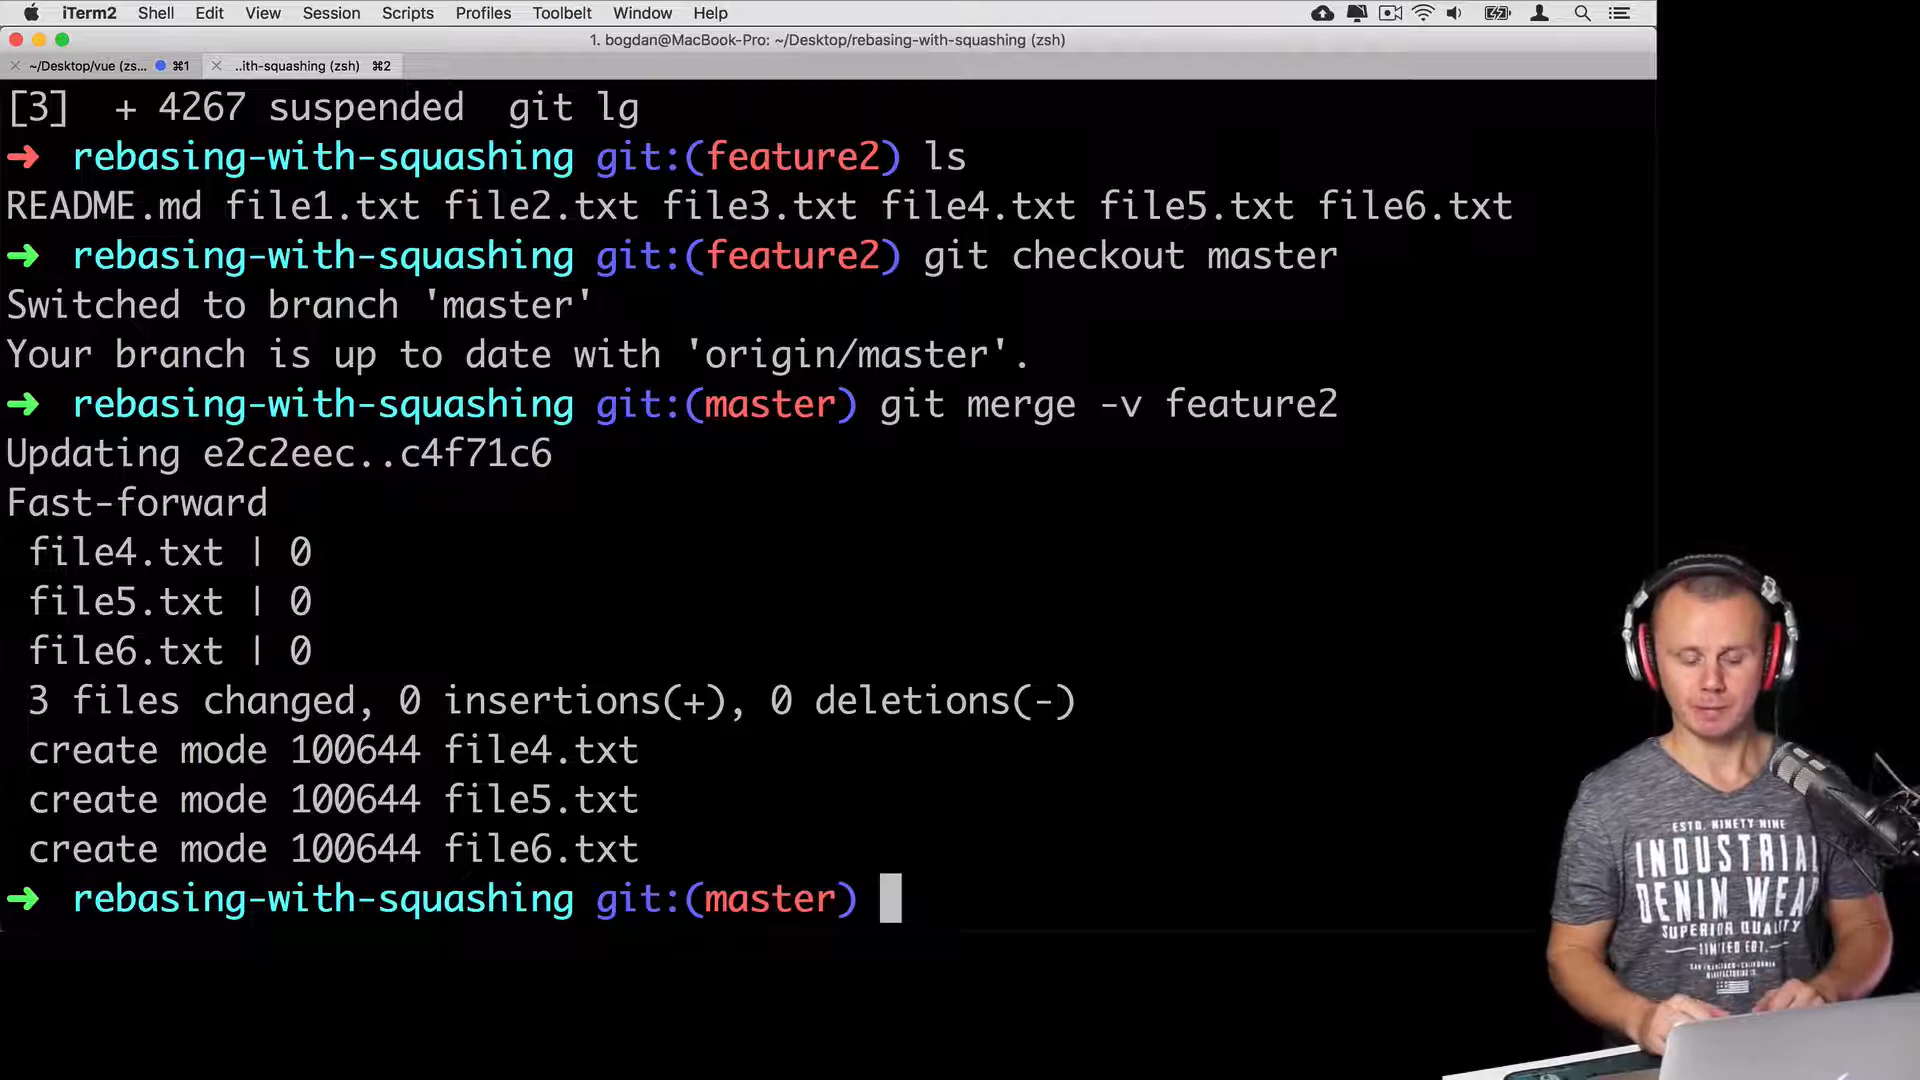 iTerm2 Shell Edit View Session Scripts Profiles Toolbelt Window Help
1. bogdan@MacBook-Pro: ~/Desktop/rebasing-with-squashing (zsh)
~/Desktop/vue (zs... ⌘1 ..ith-squashing (zsh) ⌘2
[3]  + 4267 suspended  git lg
➜  rebasing-with-squashing git:(feature2) ls
README.md file1.txt file2.txt file3.txt file4.txt file5.txt file6.txt
➜  rebasing-with-squashing git:(feature2) git checkout master
Switched to branch 'master'
Your branch is up to date with 'origin/master'.
➜  rebasing-with-squashing git:(master) git merge -v feature2
Updating e2c2eec..c4f71c6
Fast-forward
 file4.txt | 0
 file5.txt | 0
 file6.txt | 0
 3 files changed, 0 insertions(+), 0 deletions(-)
 create mode 100644 file4.txt
 create mode 100644 file5.txt
 create mode 100644 file6.txt
➜  rebasing-with-squashing git:(master)
ESTD. NINETY NINE
INDUSTRIAL
DENIM WEA
SUPERIOR QUALITY
LIMITED EDT.